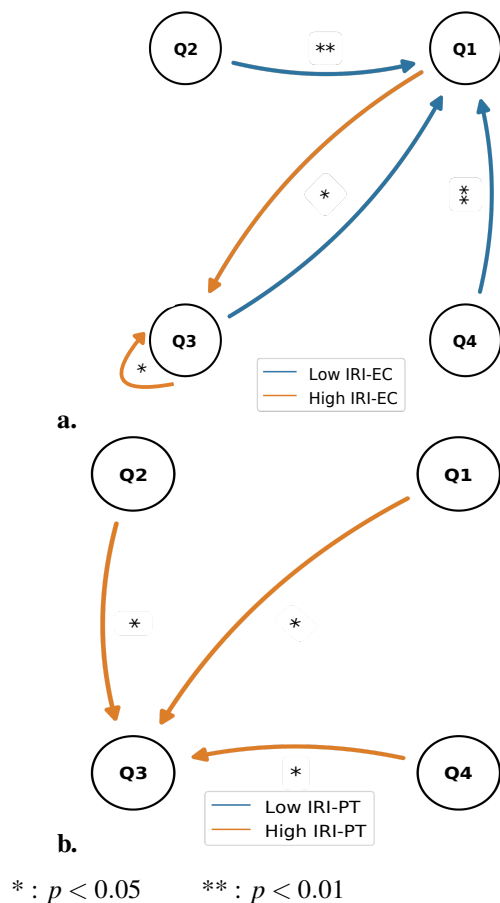 Q2
**
Q1
*
**
Q3
*
Q4
Low IRI-EC
High IRI-EC
a.
Q2
Q1
*
*
Q3
*
Q4
Low IRI-PT
High IRI-PT
b.
* : p < 0.05 ** : p < 0.01